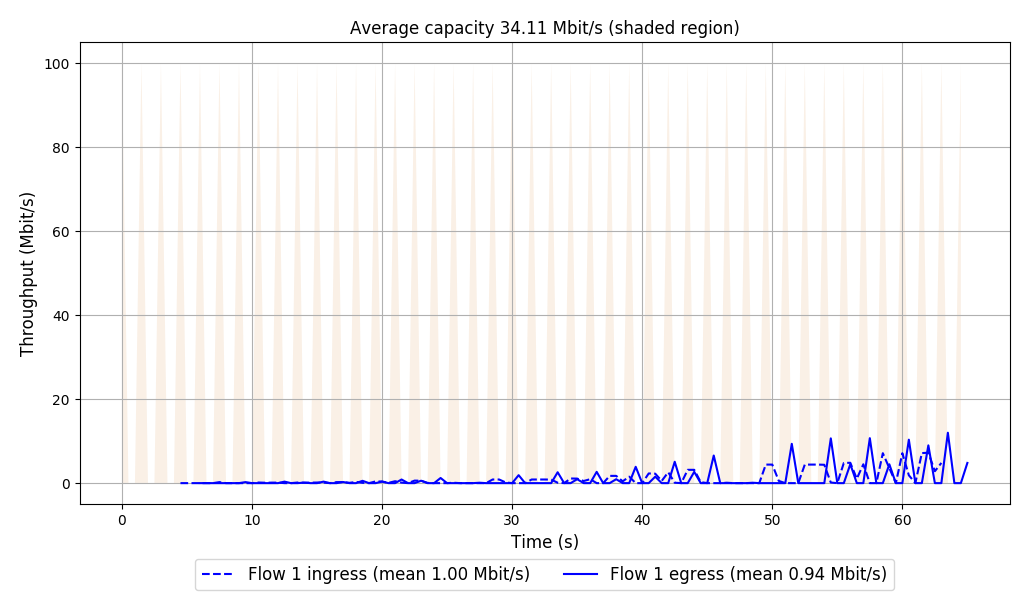 Average capacity 34.11 Mbit/s (shaded region)
100
80
60
40
20
0
Throughput (Mbit/s)
0 10 20 30 40 50 60
Time (s)
Flow 1 ingress (mean 1.00 Mbit/s) Flow 1 egress (mean 0.94 Mbit/s)